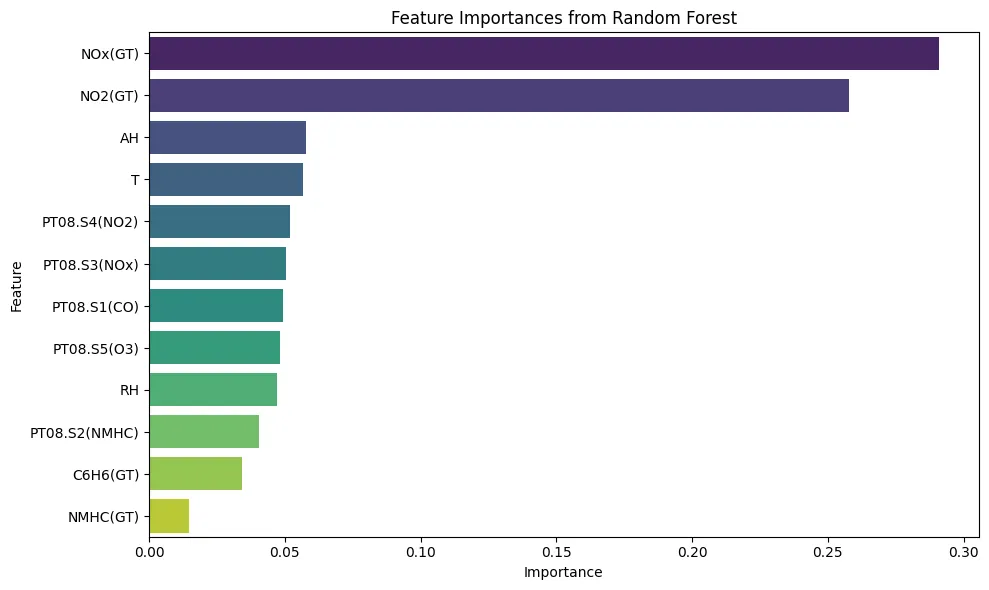 Feature Importances from Random Forest
NOx(GT)
NO2(GT)
AH
T
PT08.S4(NO2)
PT08.S3(NOx)
PT08.S1(CO)
PT08.S5(O3)
RH
PT08.S2(NMHC)
C6H6(GT)
NMHC(GT)
Feature
0.00 0.05 0.10 0.15 0.20 0.25 0.30
Importance